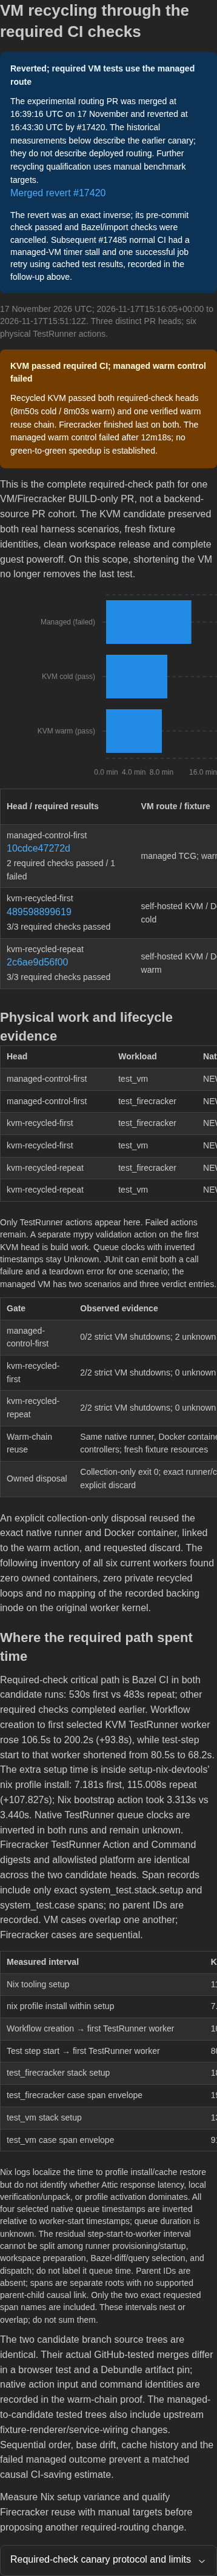 VM recycling through the
required CI checks
Reverted; required VM tests use the managed
route
The experimental routing PR was merged at
16:39:16 UTC on 17 November and reverted at
16:43:30 UTC by #17420. The historical
measurements below describe the earlier canary;
they do not describe deployed routing. Further
recycling qualification uses manual benchmark
targets.
Merged revert #17420
The revert was an exact inverse; its pre-commit
check passed and Bazel/import checks were
cancelled. Subsequent #17485 normal CI had a
managed-VM timer stall and one successful job
retry using cached test results, recorded in the
follow-up above.
17 November 2026 UTC; 2026-11-17T15:16:05+00:00 to
2026-11-17T15:51:12Z. Three distinct PR heads; six
physical TestRunner actions.
KVM passed required CI; managed warm control
failed
Recycled KVM passed both required-check heads
(8m50s cold / 8m03s warm) and one verified warm
reuse chain. Firecracker finished last on both. The
managed warm control failed after 12m18s; no
green-to-green speedup is established.
This is the complete required-check path for one
VM/Firecracker BUILD-only PR, not a backend-
source PR cohort. The KVM candidate preserved
both real harness scenarios, fresh fixture
identities, clean workspace release and complete
guest poweroff. On this scope, shortening the VM
no longer removes the last test.
Managed (failed)
KVM cold (pass)
KVM warm (pass)
0.0 min 4.0 min 8.0 min 16.0 min
Head / required results VM route / fixture
managed-control-first
10cdce47272d
2 required checks passed / 1
failed
managed TCG; warm
kvm-recycled-first
489598899619
3/3 required checks passed
self-hosted KVM / D
cold
kvm-recycled-repeat
2c6ae9d56f00
3/3 required checks passed
self-hosted KVM / D
warm
Physical work and lifecycle
evidence
Head Workload Nat
managed-control-first test_vm NEW
managed-control-first test_firecracker NEW
kvm-recycled-first test_vm NEW
kvm-recycled-repeat test_firecracker NEW
kvm-recycled-repeat test_vm NEW
Only TestRunner actions appear here. Failed actions
remain. A separate mypy validation action on the first
KVM head is build work. Queue clocks with inverted
timestamps stay Unknown. JUnit can emit both a call
failure and a teardown error for one scenario; the
managed VM has two scenarios and three verdict entries.
Gate Observed evidence
managed-
control-first
0/2 strict VM shutdowns; 2 unknown
kvm-recycled-
first
2/2 strict VM shutdowns; 0 unknown
kvm-recycled-
repeat
2/2 strict VM shutdowns; 0 unknown
Warm-chain
reuse
Same native runner, Docker containe
controllers; fresh fixture resources
Owned disposal
Collection-only exit 0; exact runner/c
explicit discard
An explicit collection-only disposal reused the
exact native runner and Docker container, linked
to the warm action, and requested discard. The
following inventory of all six current workers found
zero owned containers, zero private recycled
loops and no mapping of the recorded backing
inode on the original worker kernel.
Where the required path spent
time
Required-check critical path is Bazel CI in both
candidate runs: 530s first vs 483s repeat; other
required checks completed earlier. Workflow
creation to first selected KVM TestRunner worker
rose 106.5s to 200.2s (+93.8s), while test-step
start to that worker shortened from 80.5s to 68.2s.
The extra setup time is inside setup-nix-devtools'
nix profile install: 7.181s first, 115.008s repeat
(+107.827s); Nix bootstrap action took 3.313s vs
3.440s. Native TestRunner queue clocks are
inverted in both runs and remain unknown.
Firecracker TestRunner Action and Command
digests and allowlisted platform are identical
across the two candidate heads. Span records
include only exact system_test.stack.setup and
system_test.case spans; no parent IDs are
recorded. VM cases overlap one another;
Firecracker cases are sequential.
Measured interval K
Nix tooling setup 1
nix profile install within setup 7.
Workflow creation → first TestRunner worker 10
Test step start → first TestRunner worker 80
test_firecracker stack setup 18
test_firecracker case span envelope 19
test_vm stack setup 13
test_vm case span envelope 91
Nix logs localize the time to profile install/cache restore
but do not identify whether Attic response latency, local
verification/unpack, or profile activation dominates. All
four selected native queue timestamps are inverted
relative to worker-start timestamps; queue duration is
unknown. The residual step-start-to-worker interval
cannot be split among runner provisioning/startup,
workspace preparation, Bazel-diff/query selection, and
dispatch; do not label it queue time. Parent IDs are
absent; spans are separate roots with no supported
parent-child causal link. Only the two exact requested
span names are included. These intervals nest or
overlap; do not sum them.
The two candidate branch source trees are
identical. Their actual GitHub-tested merges differ
in a browser test and a Debundle artifact pin;
native action input and command identities are
recorded in the warm-chain proof. The managed-
to-candidate tested trees also include upstream
fixture-renderer/service-wiring changes.
Sequential order, base drift, cache history and the
failed managed outcome prevent a matched
causal CI-saving estimate.
Measure Nix setup variance and qualify
Firecracker reuse with manual targets before
proposing another required-routing change.
Required-check canary protocol and limits